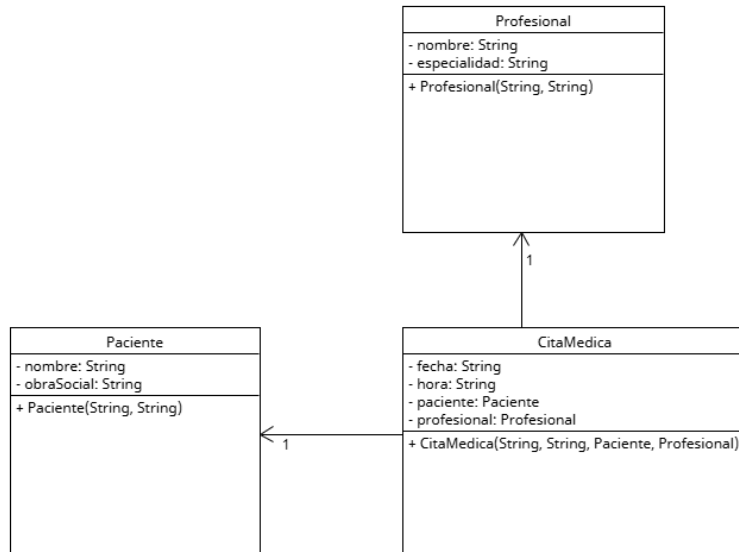 Profesional
- nombre: String
- especialidad: String
+ Profesional(String, String)
1
Paciente
- nombre: String
- obraSocial: String
+ Paciente(String, String)
1
CitaMedica
- fecha: String
- hora: String
- paciente: Paciente
- profesional: Profesional
+ CitaMedica(String, String, Paciente, Profesional)